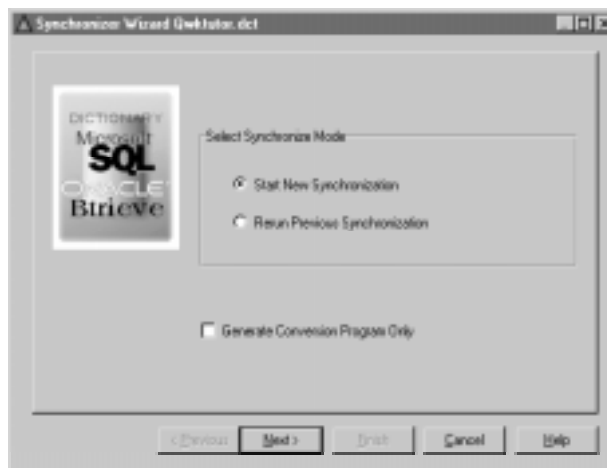 Synchronizer Wizard Qwktutor.dct
DICTIONARY
Microsoft
SQL
ORACLE
Btrieve
Select Synchronize Mode
Start New Synchronization
Rerun Previous Synchronization
Generate Conversion Program Only
< Previous
Next >
Finish
Cancel
Help